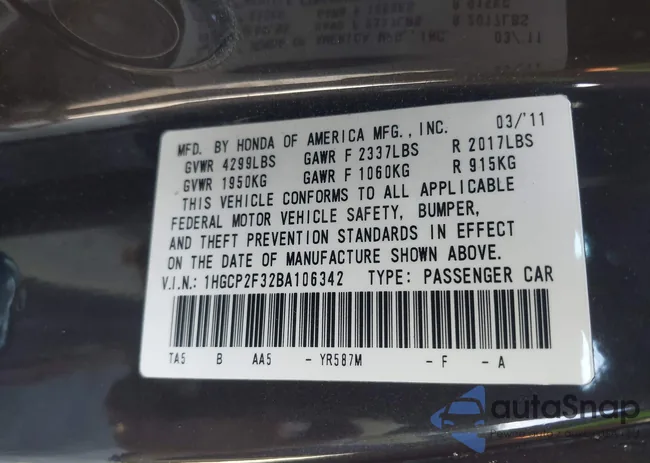 MFD. BY HONDA OF AMERICA MFG., INC. 03/'11
GVWR 4299LBS GAWR F 2337LBS R 2017LBS
GVWR 1950KG GAWR F 1060KG R 915KG
THIS VEHICLE CONFORMS TO ALL APPLICABLE
FEDERAL MOTOR VEHICLE SAFETY, BUMPER,
AND THEFT PREVENTION STANDARDS IN EFFECT
ON THE DATE OF MANUFACTURE SHOWN ABOVE.
V.I.N.: 1HGCP2F32BA106342 TYPE: PASSENGER CAR
TA5 B AA5 - YR587M - F - A
autoSnap